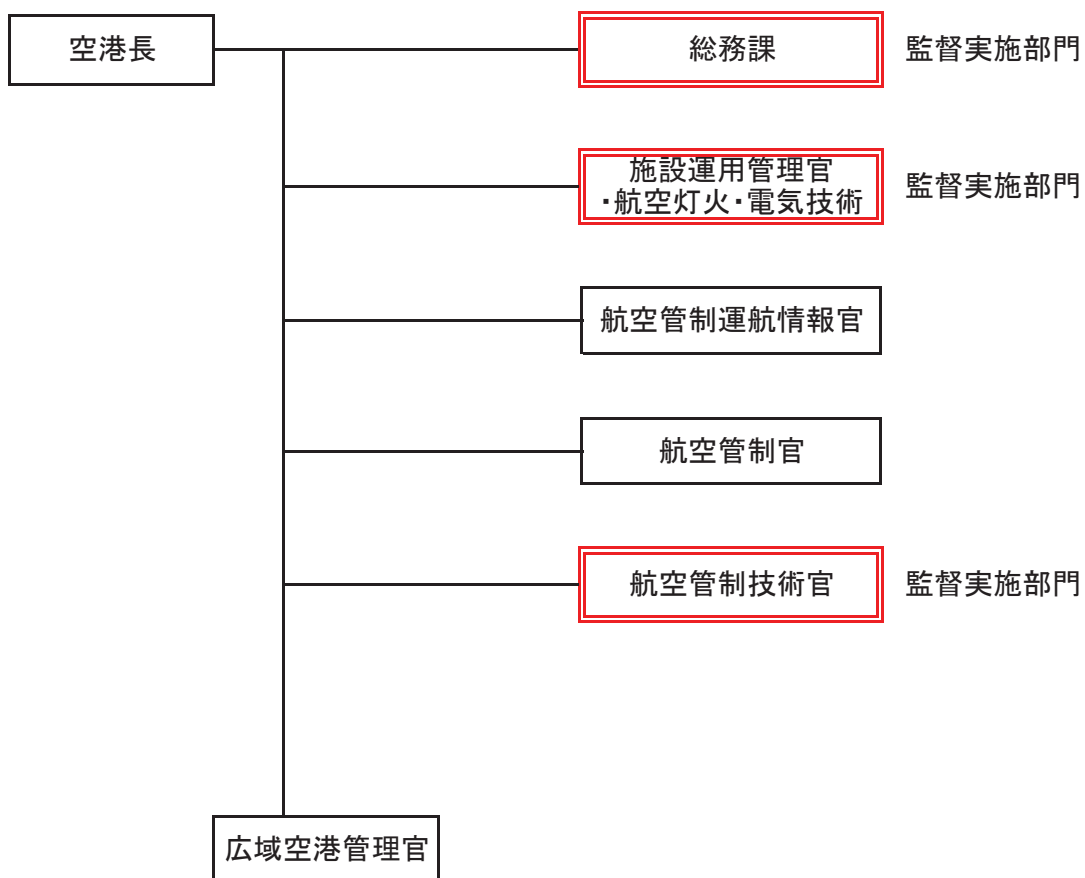 空港長
総務課
監督実施部門
施設運用管理官
・航空灯火・電気技術
監督実施部門
航空管制運航情報官
航空管制官
航空管制技術官
監督実施部門
広域空港管理官